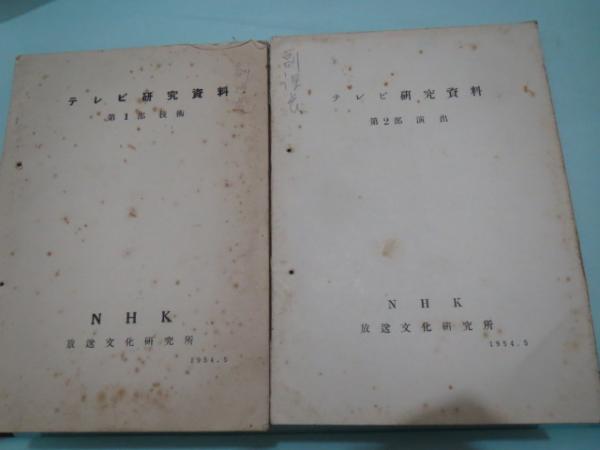 テレビ研究資料
第1部 技術
NHK
放送文化研究所
1954.5
テレビ研究資料
第2部 演出
NHK
放送文化研究所
1954.5